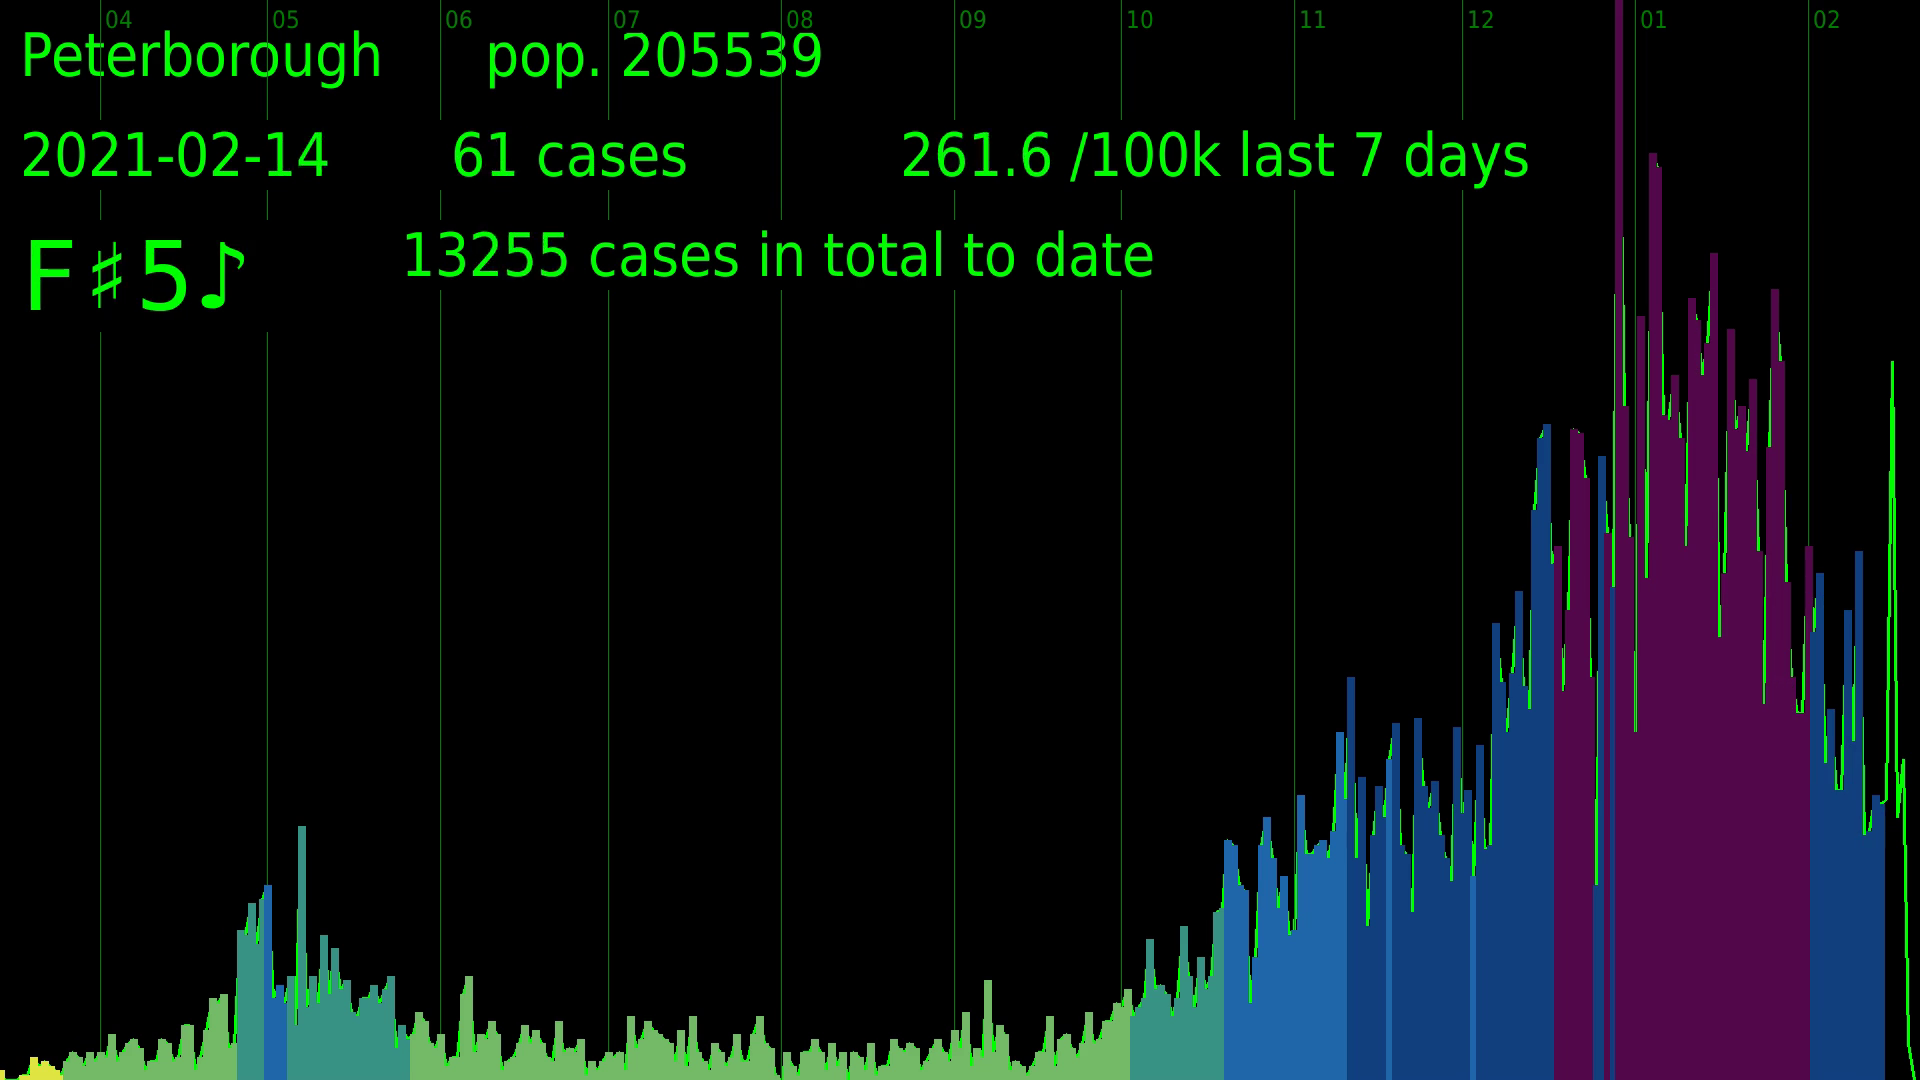 04 05 06 07 08 09 10 11 12 01 02
Peterborough pop. 205539
2021-02-14 61 cases 261.6 /100k last 7 days
F♯5♪ 13255 cases in total to date